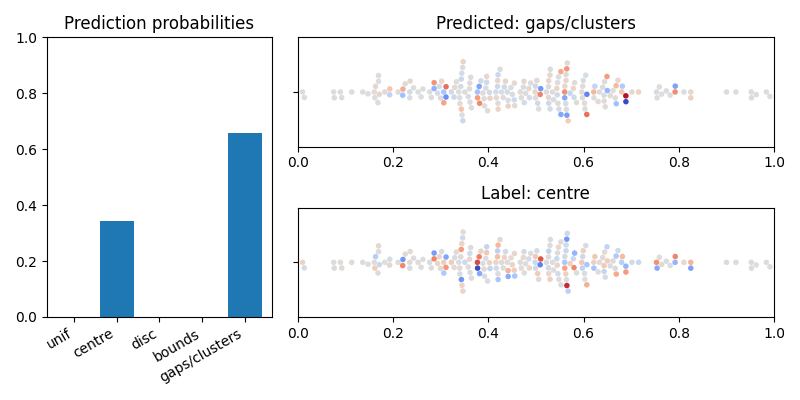 Prediction probabilities
1.0
0.8
0.6
0.4
0.2
0.0
unif
centre
disc
bounds
gaps/clusters
Predicted: gaps/clusters
0.0 0.2 0.4 0.6 0.8 1.0
Label: centre
0.0 0.2 0.4 0.6 0.8 1.0